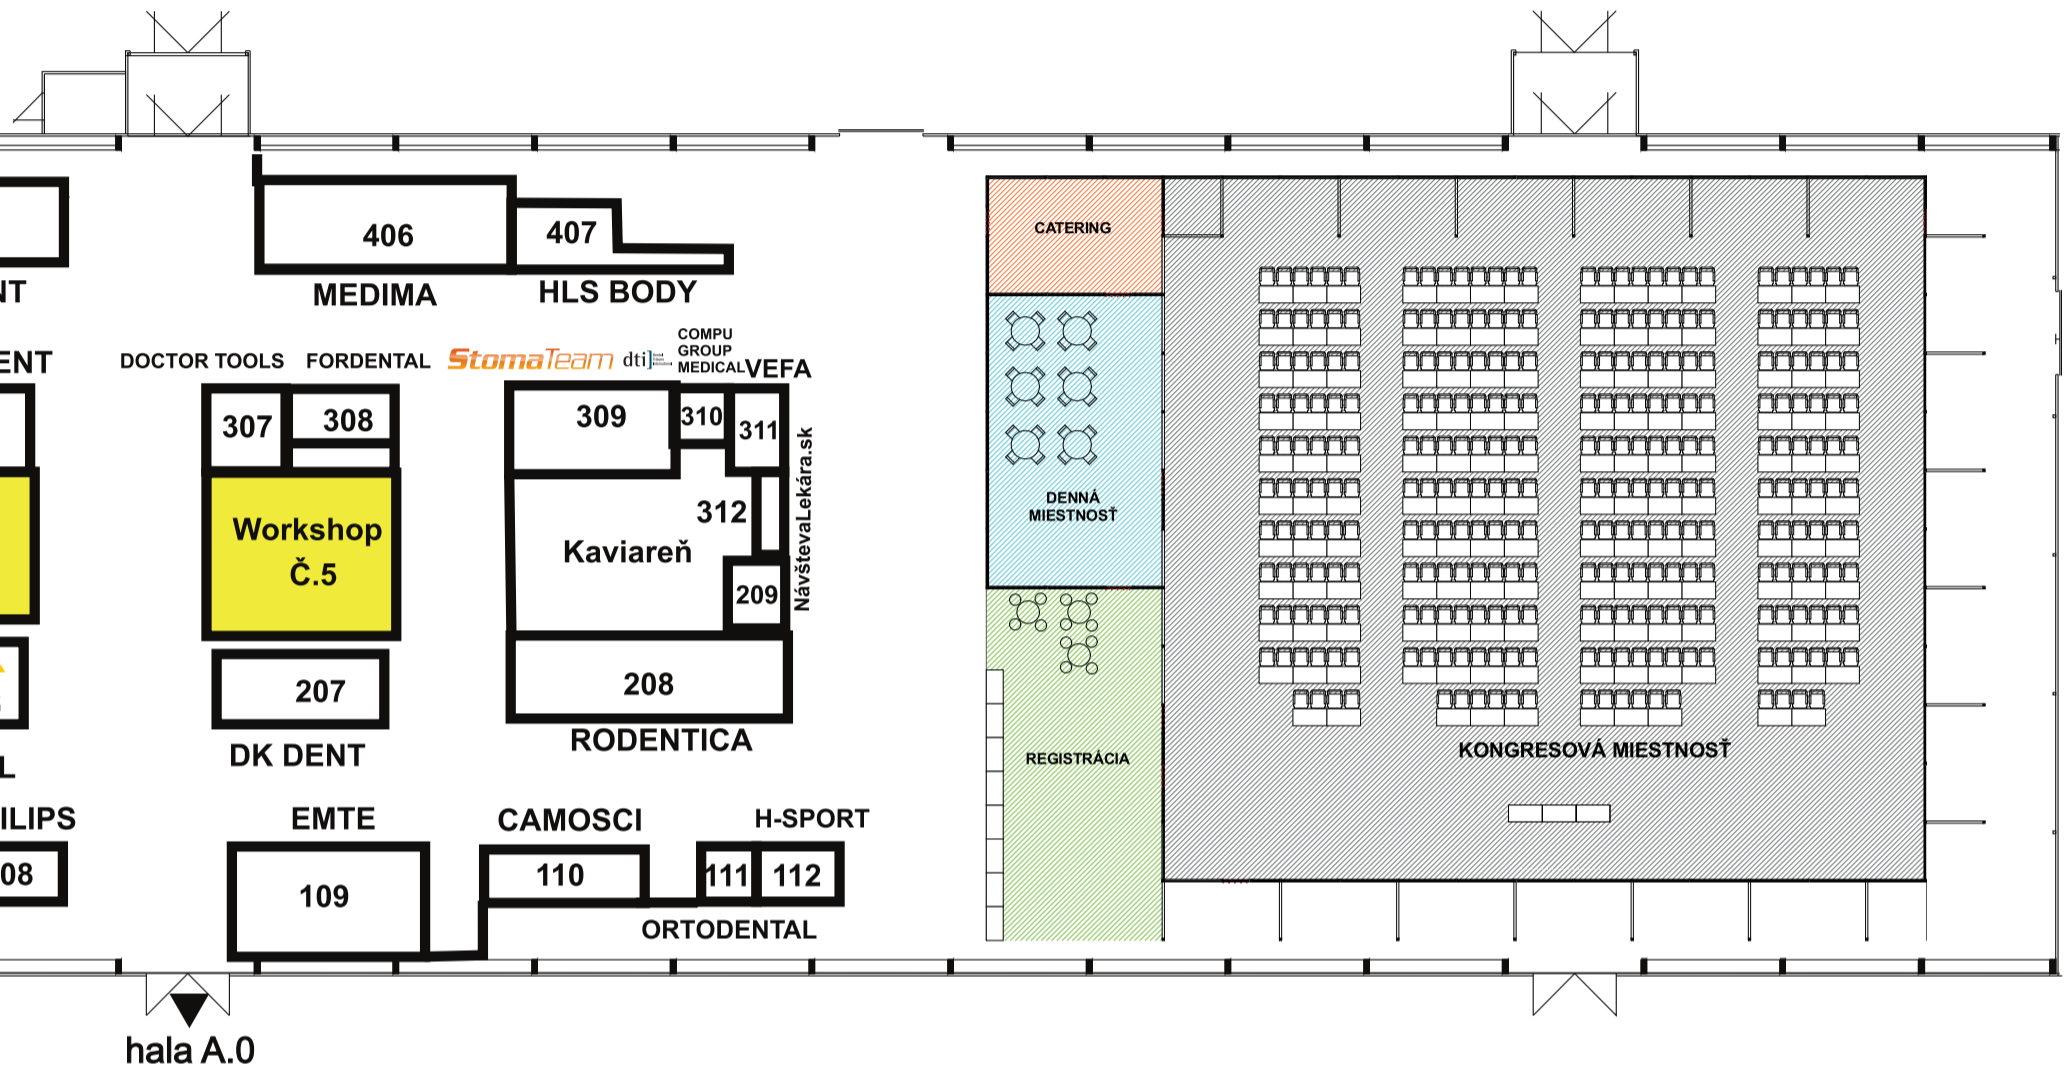 406
407
CATERING
NT
MEDIMA
HLS BODY
COMPU
GROUP
MEDICAL
ENT
DOCTOR TOOLS
FORDENTAL
StomaTeam
dti
VEFA
307
308
309
310
311
NávštevaLekára.sk
DENNÁ
MIESTNOSŤ
312
Workshop
Č.5
Kaviareň
209
207
208
DK DENT
RODENTICA
REGISTRÁCIA
KONGRESOVÁ MIESTNOSŤ
L
ILIPS
EMTE
CAMOSCI
H-SPORT
08
109
110
111
112
ORTODENTAL
hala A.0